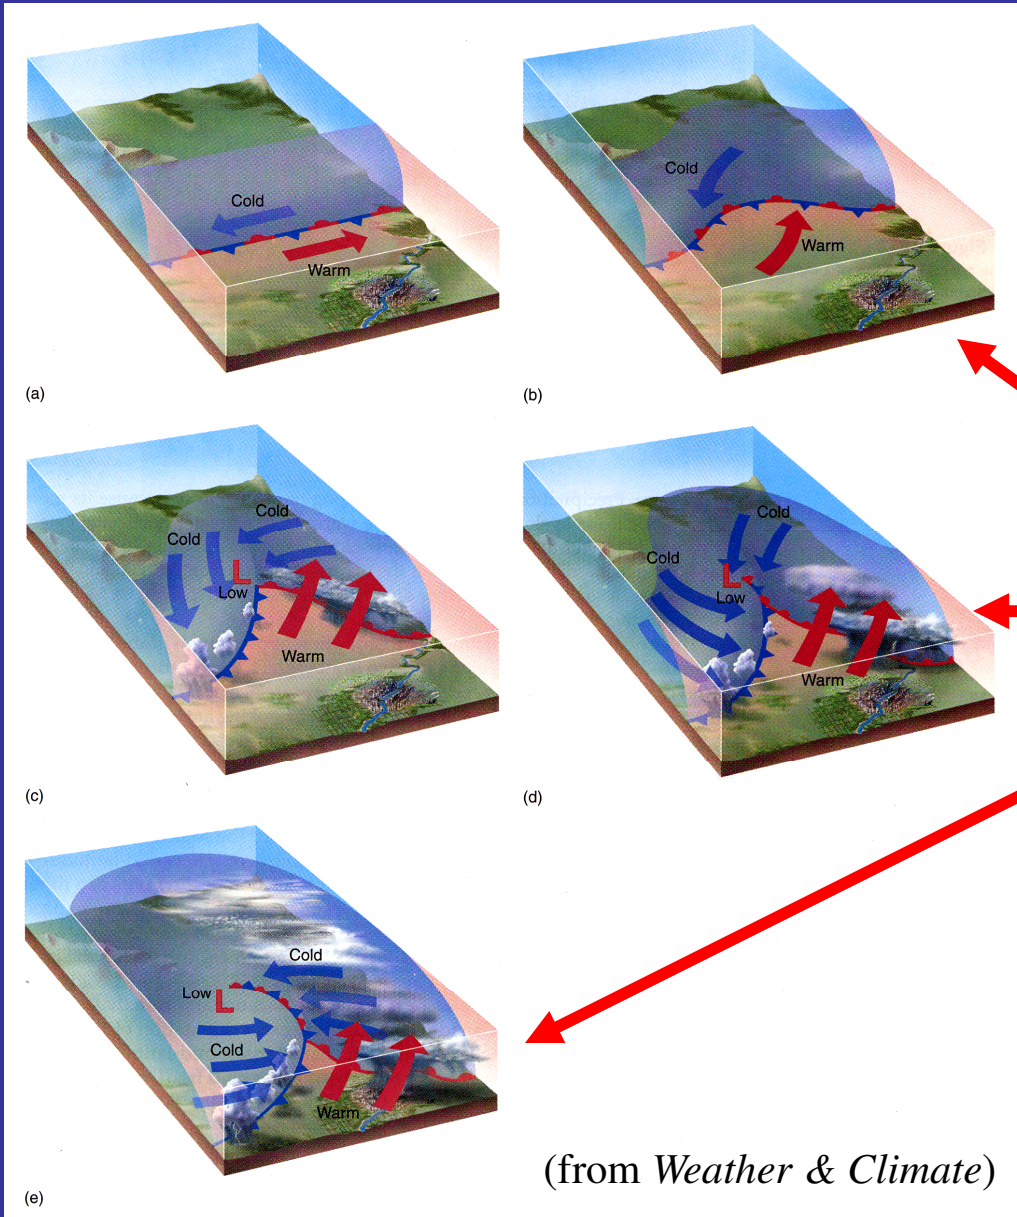 Cold
Warm
(a)
Cold
Warm
(b)
Cold
Cold
L
Low
Warm
(c)
Cold
Cold
L
Low
Warm
(d)
Cold
Low L
Cold
Warm
(e)
(from Weather & Climate)